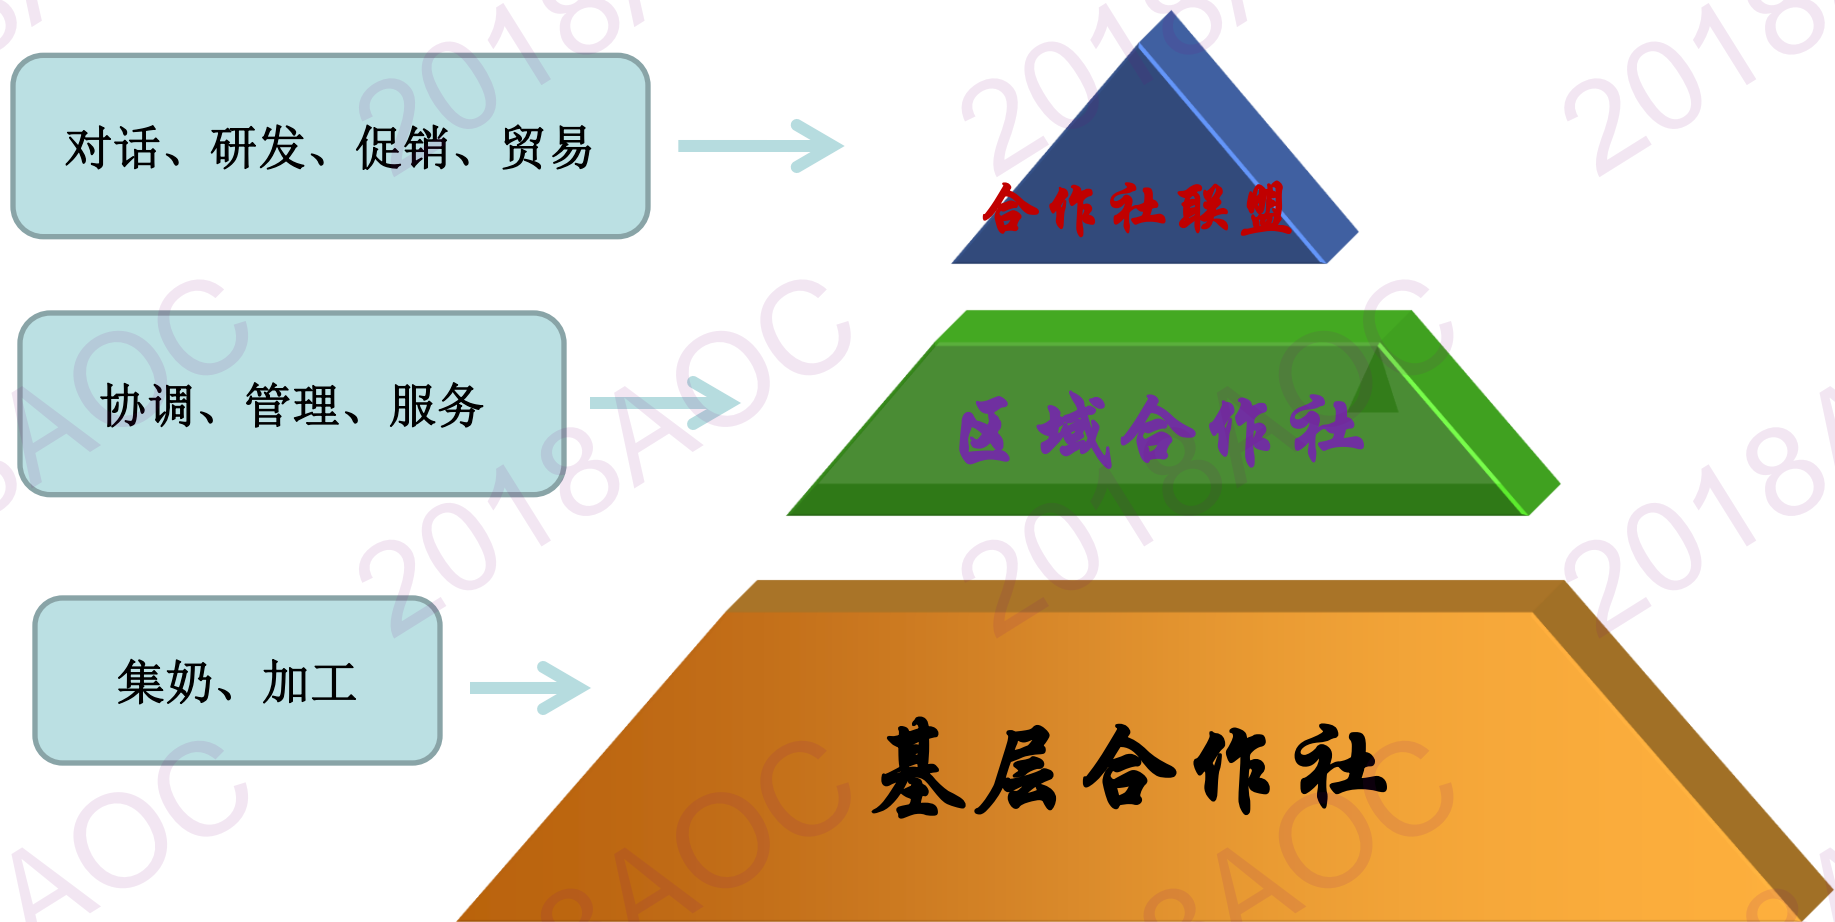 对话、研发、促销、贸易
合作社联盟
协调、管理、服务
区域合作社
集奶、加工
基层合作社
2018AOC